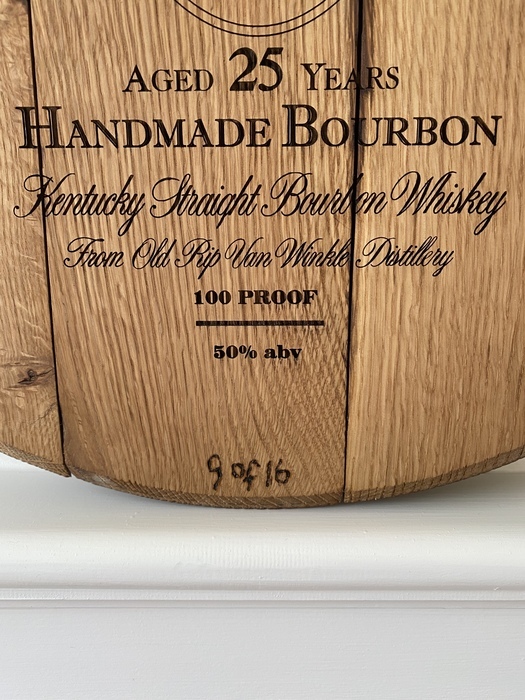 AGED 25 YEARS
HANDMADE BOURBON
Kentucky Straight Bourbon Whiskey
From Old Rip Van Winkle Distillery
100 PROOF
50% abv
9 of 16